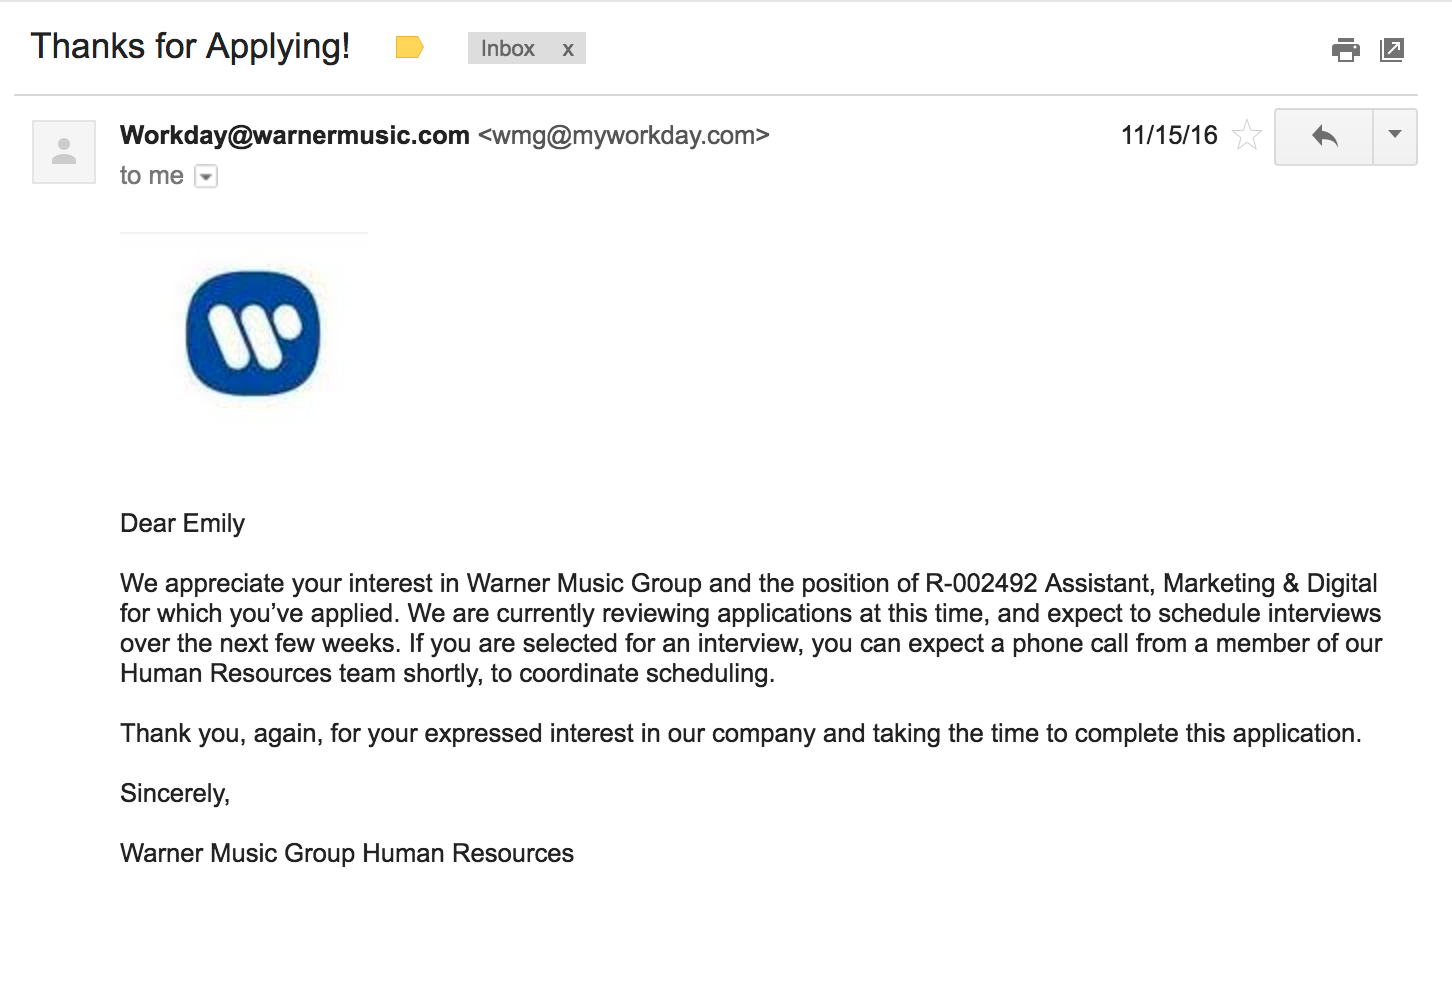 Thanks for Applying! Inbox x
Workday@warnermusic.com <wmg@myworkday.com> 11/15/16
to me
W
Dear Emily
We appreciate your interest in Warner Music Group and the position of R-002492 Assistant, Marketing & Digital
for which you’ve applied. We are currently reviewing applications at this time, and expect to schedule interviews
over the next few weeks. If you are selected for an interview, you can expect a phone call from a member of our
Human Resources team shortly, to coordinate scheduling.
Thank you, again, for your expressed interest in our company and taking the time to complete this application.
Sincerely,
Warner Music Group Human Resources